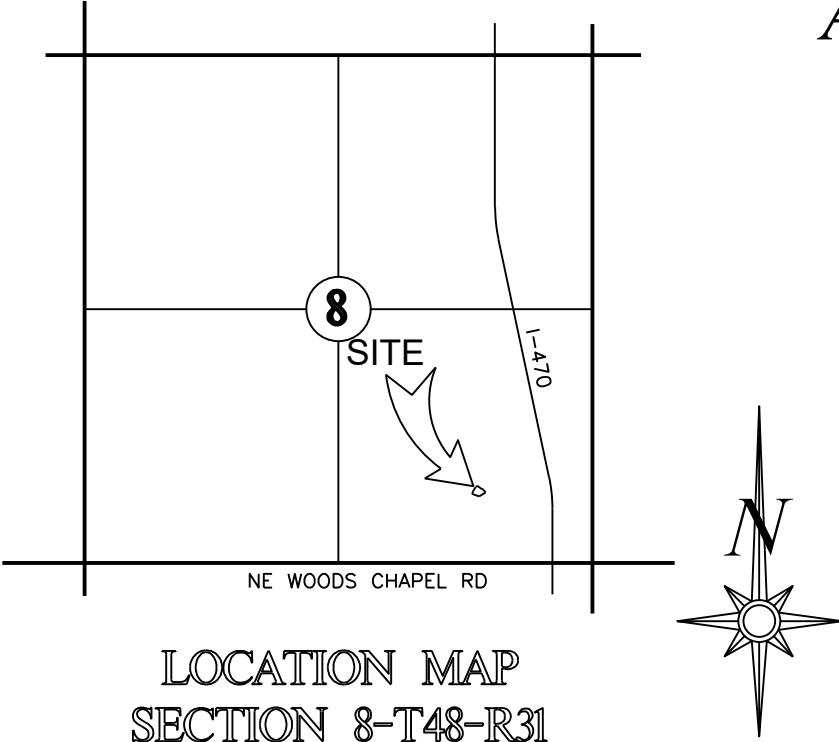 A
8
SITE
I-470
N
NE WOODS CHAPEL RD
LOCATION MAP
SECTION 8-T48-R31